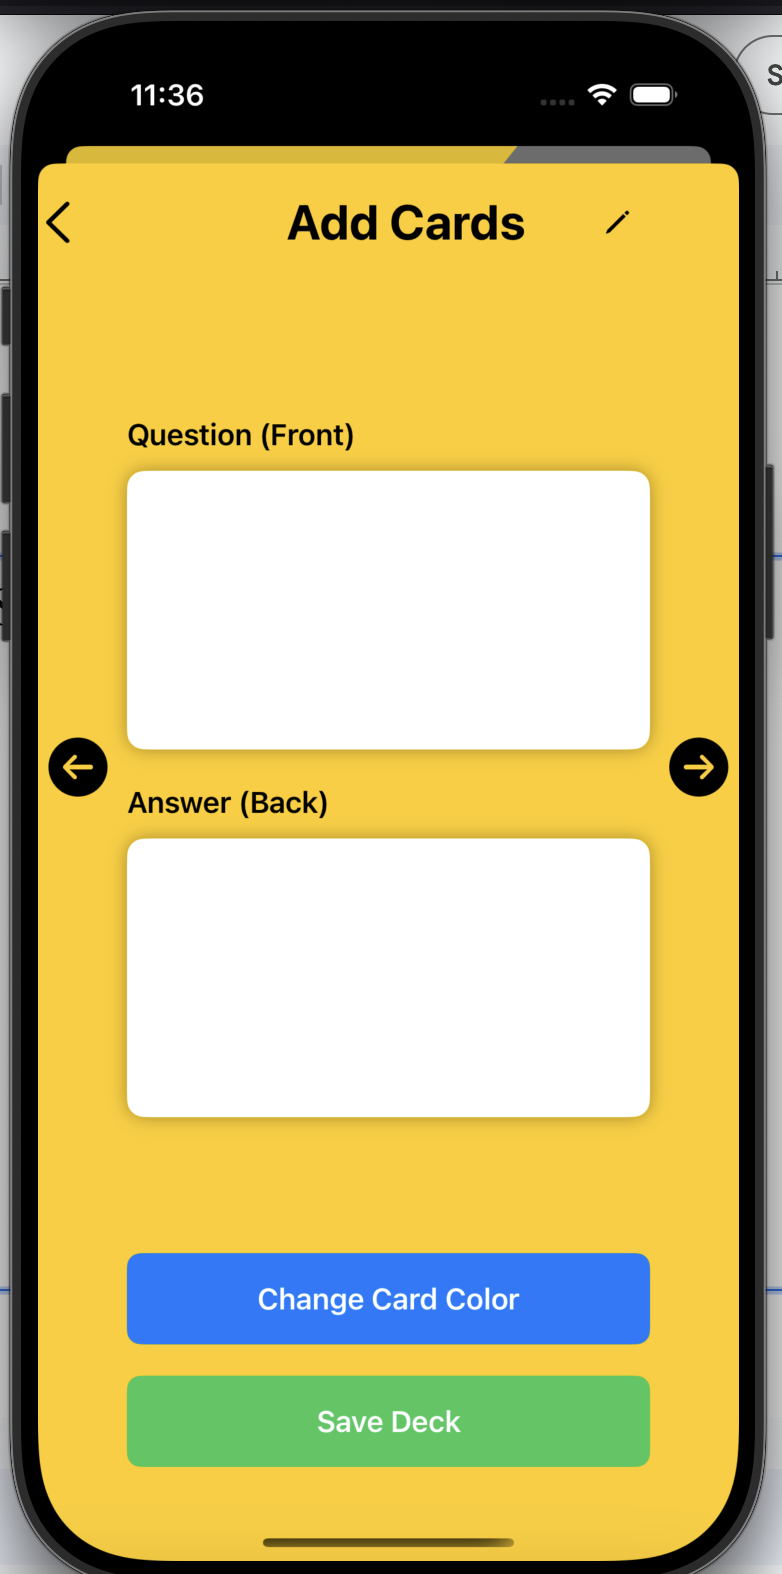 S
11:36
Add Cards
Question (Front)
Answer (Back)
Change Card Color
Save Deck